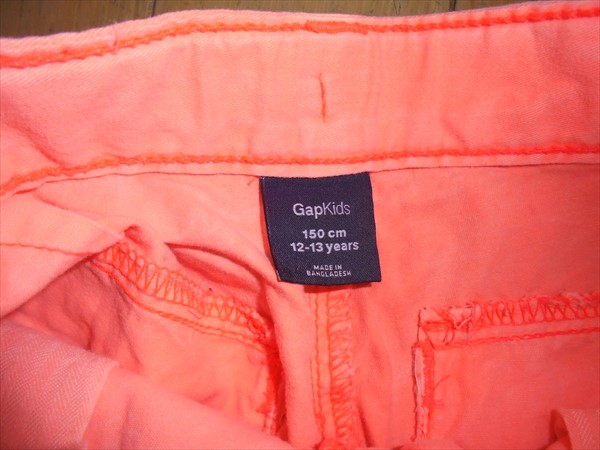 GapKids
150 cm
12-13 years
MADE IN
BANGLADESH